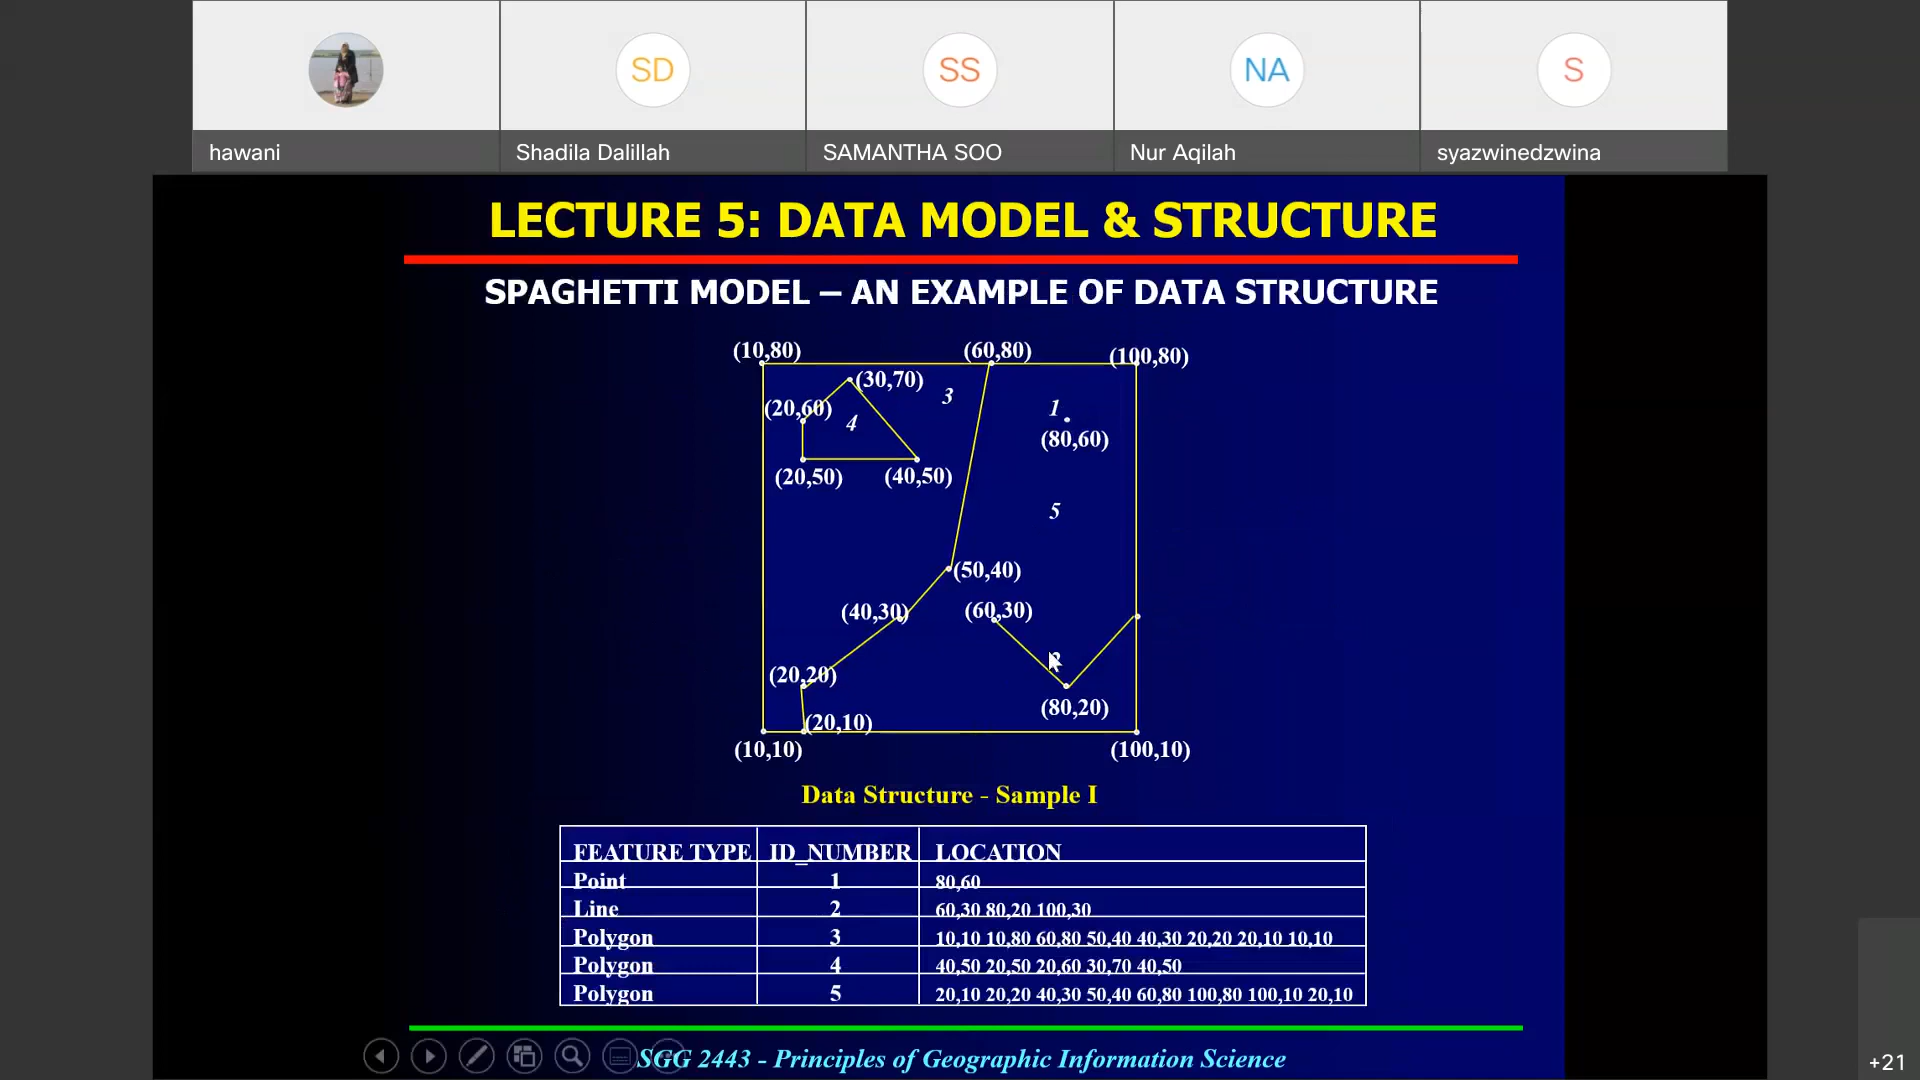 SD
SS
NA
S
hawani
Shadila Dalillah
SAMANTHA SOO
Nur Aqilah
syazwinedzwina
LECTURE 5: DATA MODEL & STRUCTURE
SPAGHETTI MODEL – AN EXAMPLE OF DATA STRUCTURE
(10,80)
(60,80)
(100,80)
(30,70)
3
(20,60)
4
1
(80,60)
(20,50)
(40,50)
5
(50,40)
(40,30)
(60,30)
(20,20)
(80,20)
(20,10)
(10,10)
(100,10)
Data Structure - Sample I
FEATURE TYPE ID_NUMBER LOCATION
Point 1 80,60
Line 2 60,30 80,20 100,30
Polygon 3 10,10 10,80 60,80 50,40 40,30 20,20 20,10 10,10
Polygon 4 40,50 20,50 20,60 30,70 40,50
Polygon 5 20,10 20,20 40,30 50,40 60,80 100,80 100,10 20,10
SGG 2443 - Principles of Geographic Information Science
+21